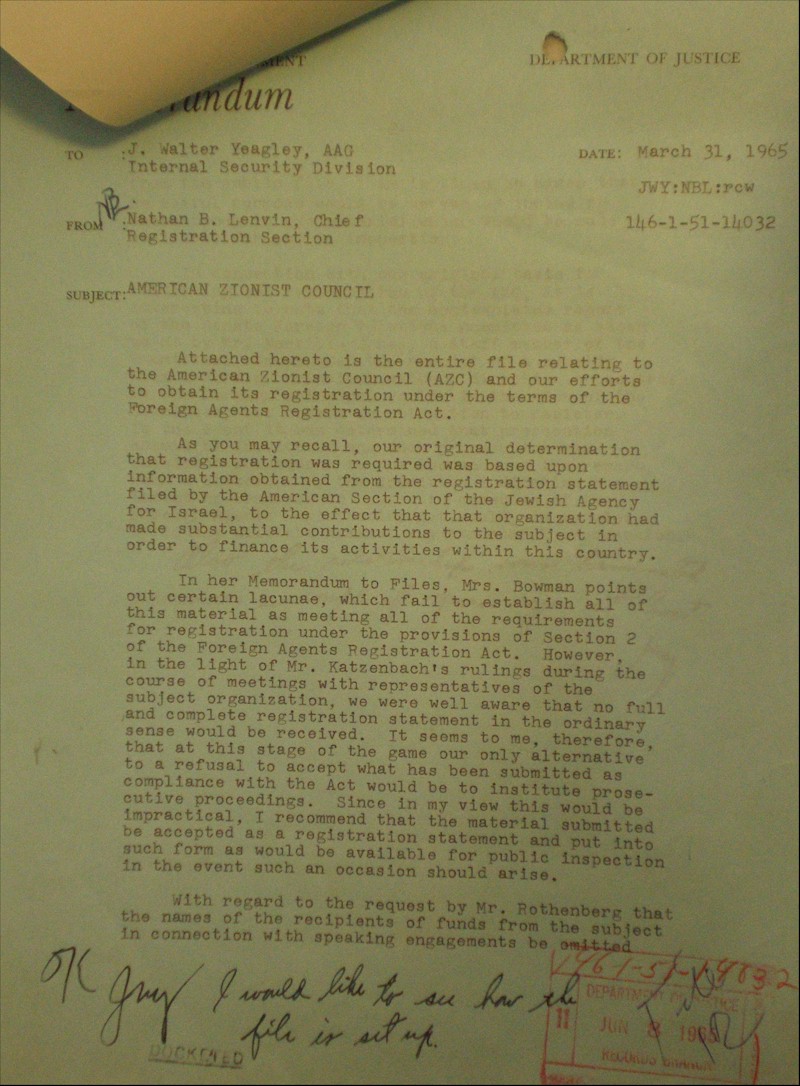 DEPARTMENT OF JUSTICE
TO : J. Walter Yeagley, AAG
Internal Security Division
DATE: March 31, 1965
JWY:NBL:rcw
FROM : Nathan B. Lenvin, Chief
Registration Section
146-1-51-14032
SUBJECT: AMERICAN ZIONIST COUNCIL
Attached hereto is the entire file relating to
the American Zionist Council (AZC) and our efforts
to obtain its registration under the terms of the
Foreign Agents Registration Act.
As you may recall, our original determination
that registration was required was based upon
information obtained from the registration statement
filed by the American Section of the Jewish Agency
for Israel, to the effect that that organization had
made substantial contributions to the subject in
order to finance its activities within this country.
In her Memorandum to Files, Mrs. Bowman points
out certain lacunae, which fail to establish all of
this material as meeting all of the requirements
for registration under the provisions of Section 2
of the Foreign Agents Registration Act. However,
in the light of Mr. Katzenbach's rulings during the
course of meetings with representatives of the
subject organization, we were well aware that no full
and complete registration statement in the ordinary
sense would be received. It seems to me, therefore,
that at this stage of the game our only alternative
to a refusal to accept what has been submitted as
compliance with the Act would be to institute prose-
cutive proceedings. Since in my view this would be
impractical, I recommend that the material submitted
be accepted as a registration statement and put into
such form as would be available for public inspection
in the event such an occasion should arise.
With regard to the request by Mr. Rothenberg that
the names of the recipients of funds from the subject
in connection with speaking engagements be omitted
OK
I would like to see how the
file is set up.
DOCKETED
DEPARTMENT OF JUSTICE
11
JUN
RECORDS BRANCH